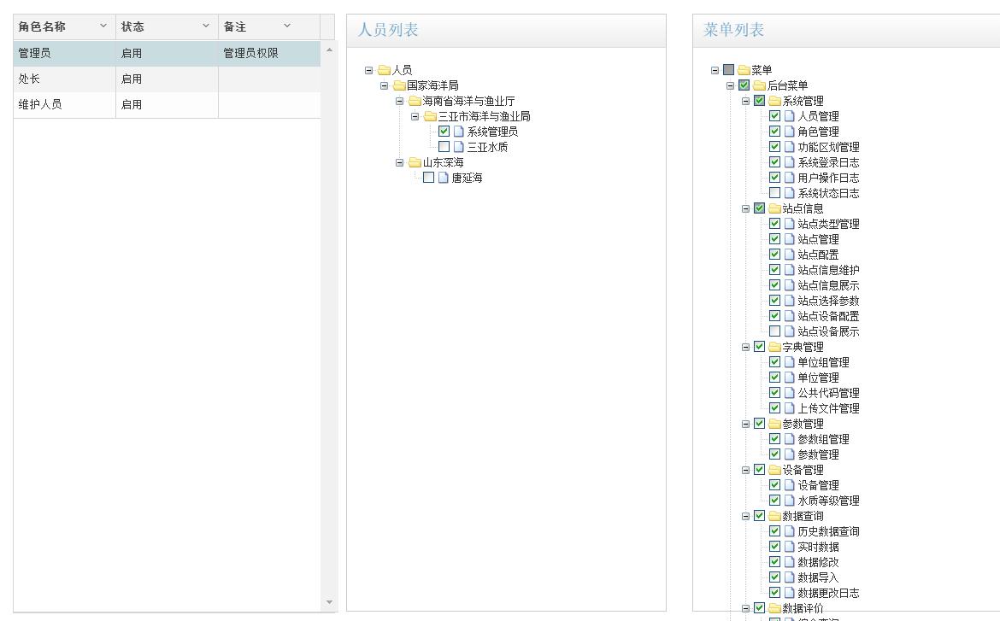 角色名称 状态 备注
管理员 启用 管理员权限
处长 启用
维护人员 启用
人员列表
人员
国家海洋局
海南省海洋与渔业厅
三亚市海洋与渔业局
系统管理员
三亚水质
山东深海
唐延海
菜单列表
菜单
后台菜单
系统管理
人员管理
角色管理
功能区划管理
系统登录日志
用户操作日志
系统状态日志
站点信息
站点类型管理
站点管理
站点配置
站点信息维护
站点信息展示
站点选择参数
站点设备配置
站点设备展示
字典管理
单位组管理
单位管理
公共代码管理
上传文件管理
参数管理
参数组管理
参数管理
设备管理
设备管理
水质等级管理
数据查询
历史数据查询
实时数据
数据修改
数据导入
数据更改日志
数据评价